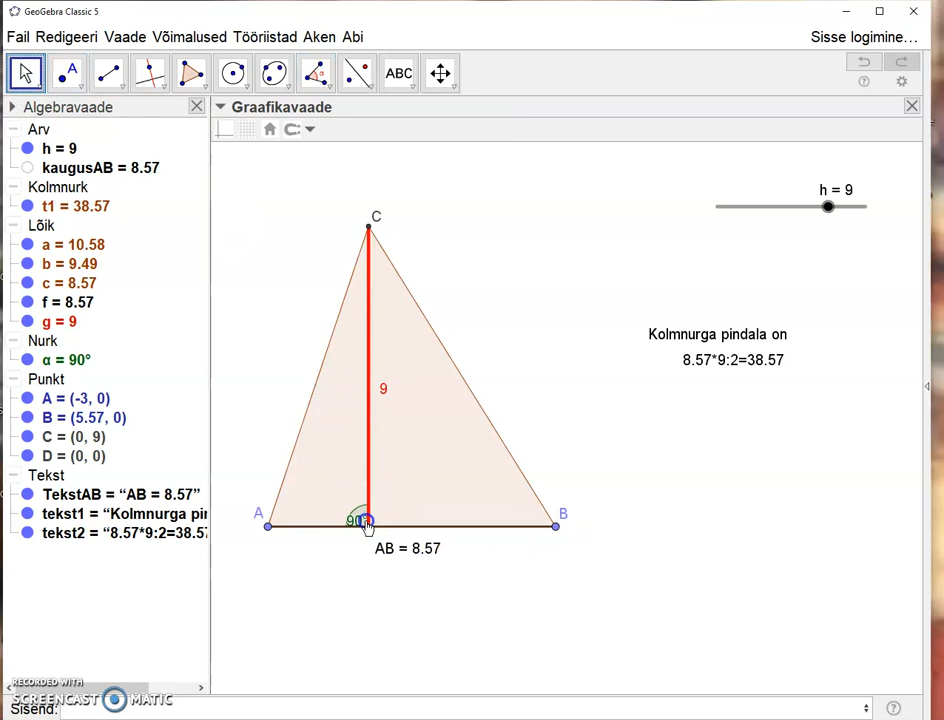 GeoGebra Classic 5
Fail Redigeeri Vaade Võimalused Tööriistad Aken Abi
Sisse logimine...
ABC
Algebravaade
Graafikavaade
Arv
h = 9
kaugusAB = 8.57
Kolmnurk
t1 = 38.57
Lõik
a = 10.58
b = 9.49
c = 8.57
f = 8.57
g = 9
Nurk
α = 90°
Punkt
A = (-3, 0)
B = (5.57, 0)
C = (0, 9)
D = (0, 0)
Tekst
TekstAB = “AB = 8.57”
tekst1 = “Kolmnurga pin
tekst2 = “8.57*9:2=38.57
h = 9
C
Kolmnurga pindala on
8.57*9:2=38.57
9
A
B
AB = 8.57
RECORDED WITH
SCREENCAST MATIC
Sisend: